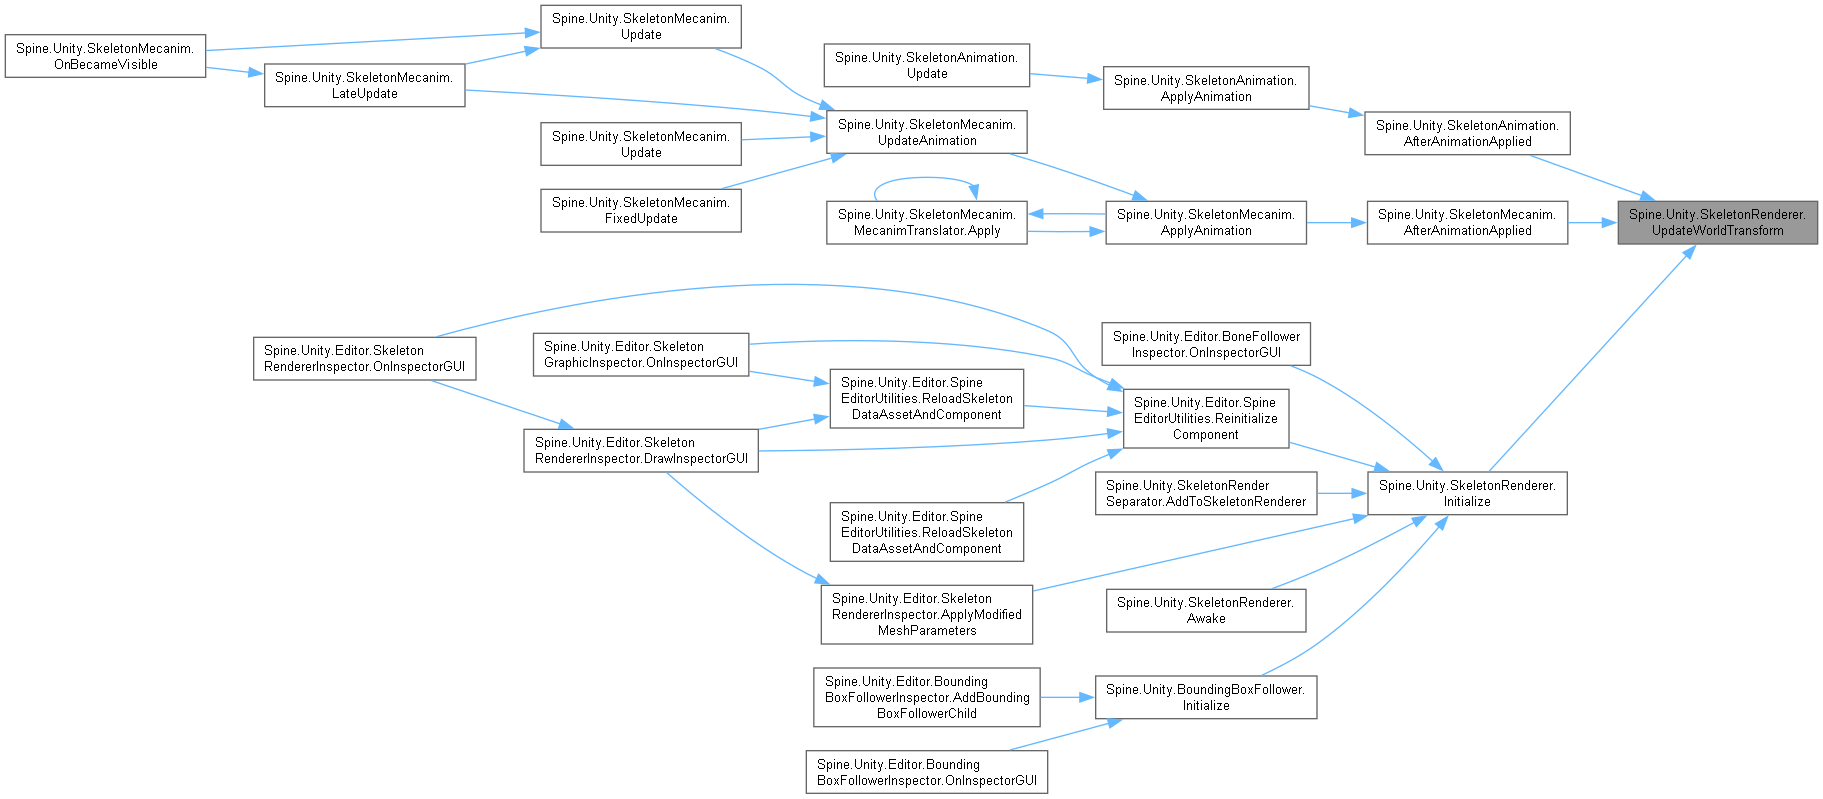 Spine.Unity.SkeletonMecanim.
Update
Spine.Unity.SkeletonMecanim.
OnBecameVisible
Spine.Unity.SkeletonMecanim.
LateUpdate
Spine.Unity.SkeletonAnimation.
Update
Spine.Unity.SkeletonAnimation.
ApplyAnimation
Spine.Unity.SkeletonMecanim.
Update
Spine.Unity.SkeletonMecanim.
UpdateAnimation
Spine.Unity.SkeletonAnimation.
AfterAnimationApplied
Spine.Unity.SkeletonMecanim.
FixedUpdate
Spine.Unity.SkeletonMecanim.
MecanimTranslator.Apply
Spine.Unity.SkeletonMecanim.
ApplyAnimation
Spine.Unity.SkeletonMecanim.
AfterAnimationApplied
Spine.Unity.SkeletonRenderer.
UpdateWorldTransform
Spine.Unity.Editor.Skeleton
RendererInspector.OnInspectorGUI
Spine.Unity.Editor.Skeleton
GraphicInspector.OnInspectorGUI
Spine.Unity.Editor.BoneFollower
Inspector.OnInspectorGUI
Spine.Unity.Editor.Spine
EditorUtilities.ReloadSkeleton
DataAssetAndComponent
Spine.Unity.Editor.Spine
EditorUtilities.Reinitialize
Component
Spine.Unity.Editor.Skeleton
RendererInspector.DrawInspectorGUI
Spine.Unity.SkeletonRender
Separator.AddToSkeletonRenderer
Spine.Unity.SkeletonRenderer.
Initialize
Spine.Unity.Editor.Spine
EditorUtilities.ReloadSkeleton
DataAssetAndComponent
Spine.Unity.Editor.Skeleton
RendererInspector.ApplyModified
MeshParameters
Spine.Unity.SkeletonRenderer.
Awake
Spine.Unity.Editor.Bounding
BoxFollowerInspector.AddBounding
BoxFollowerChild
Spine.Unity.BoundingBoxFollower.
Initialize
Spine.Unity.Editor.Bounding
BoxFollowerInspector.OnInspectorGUI